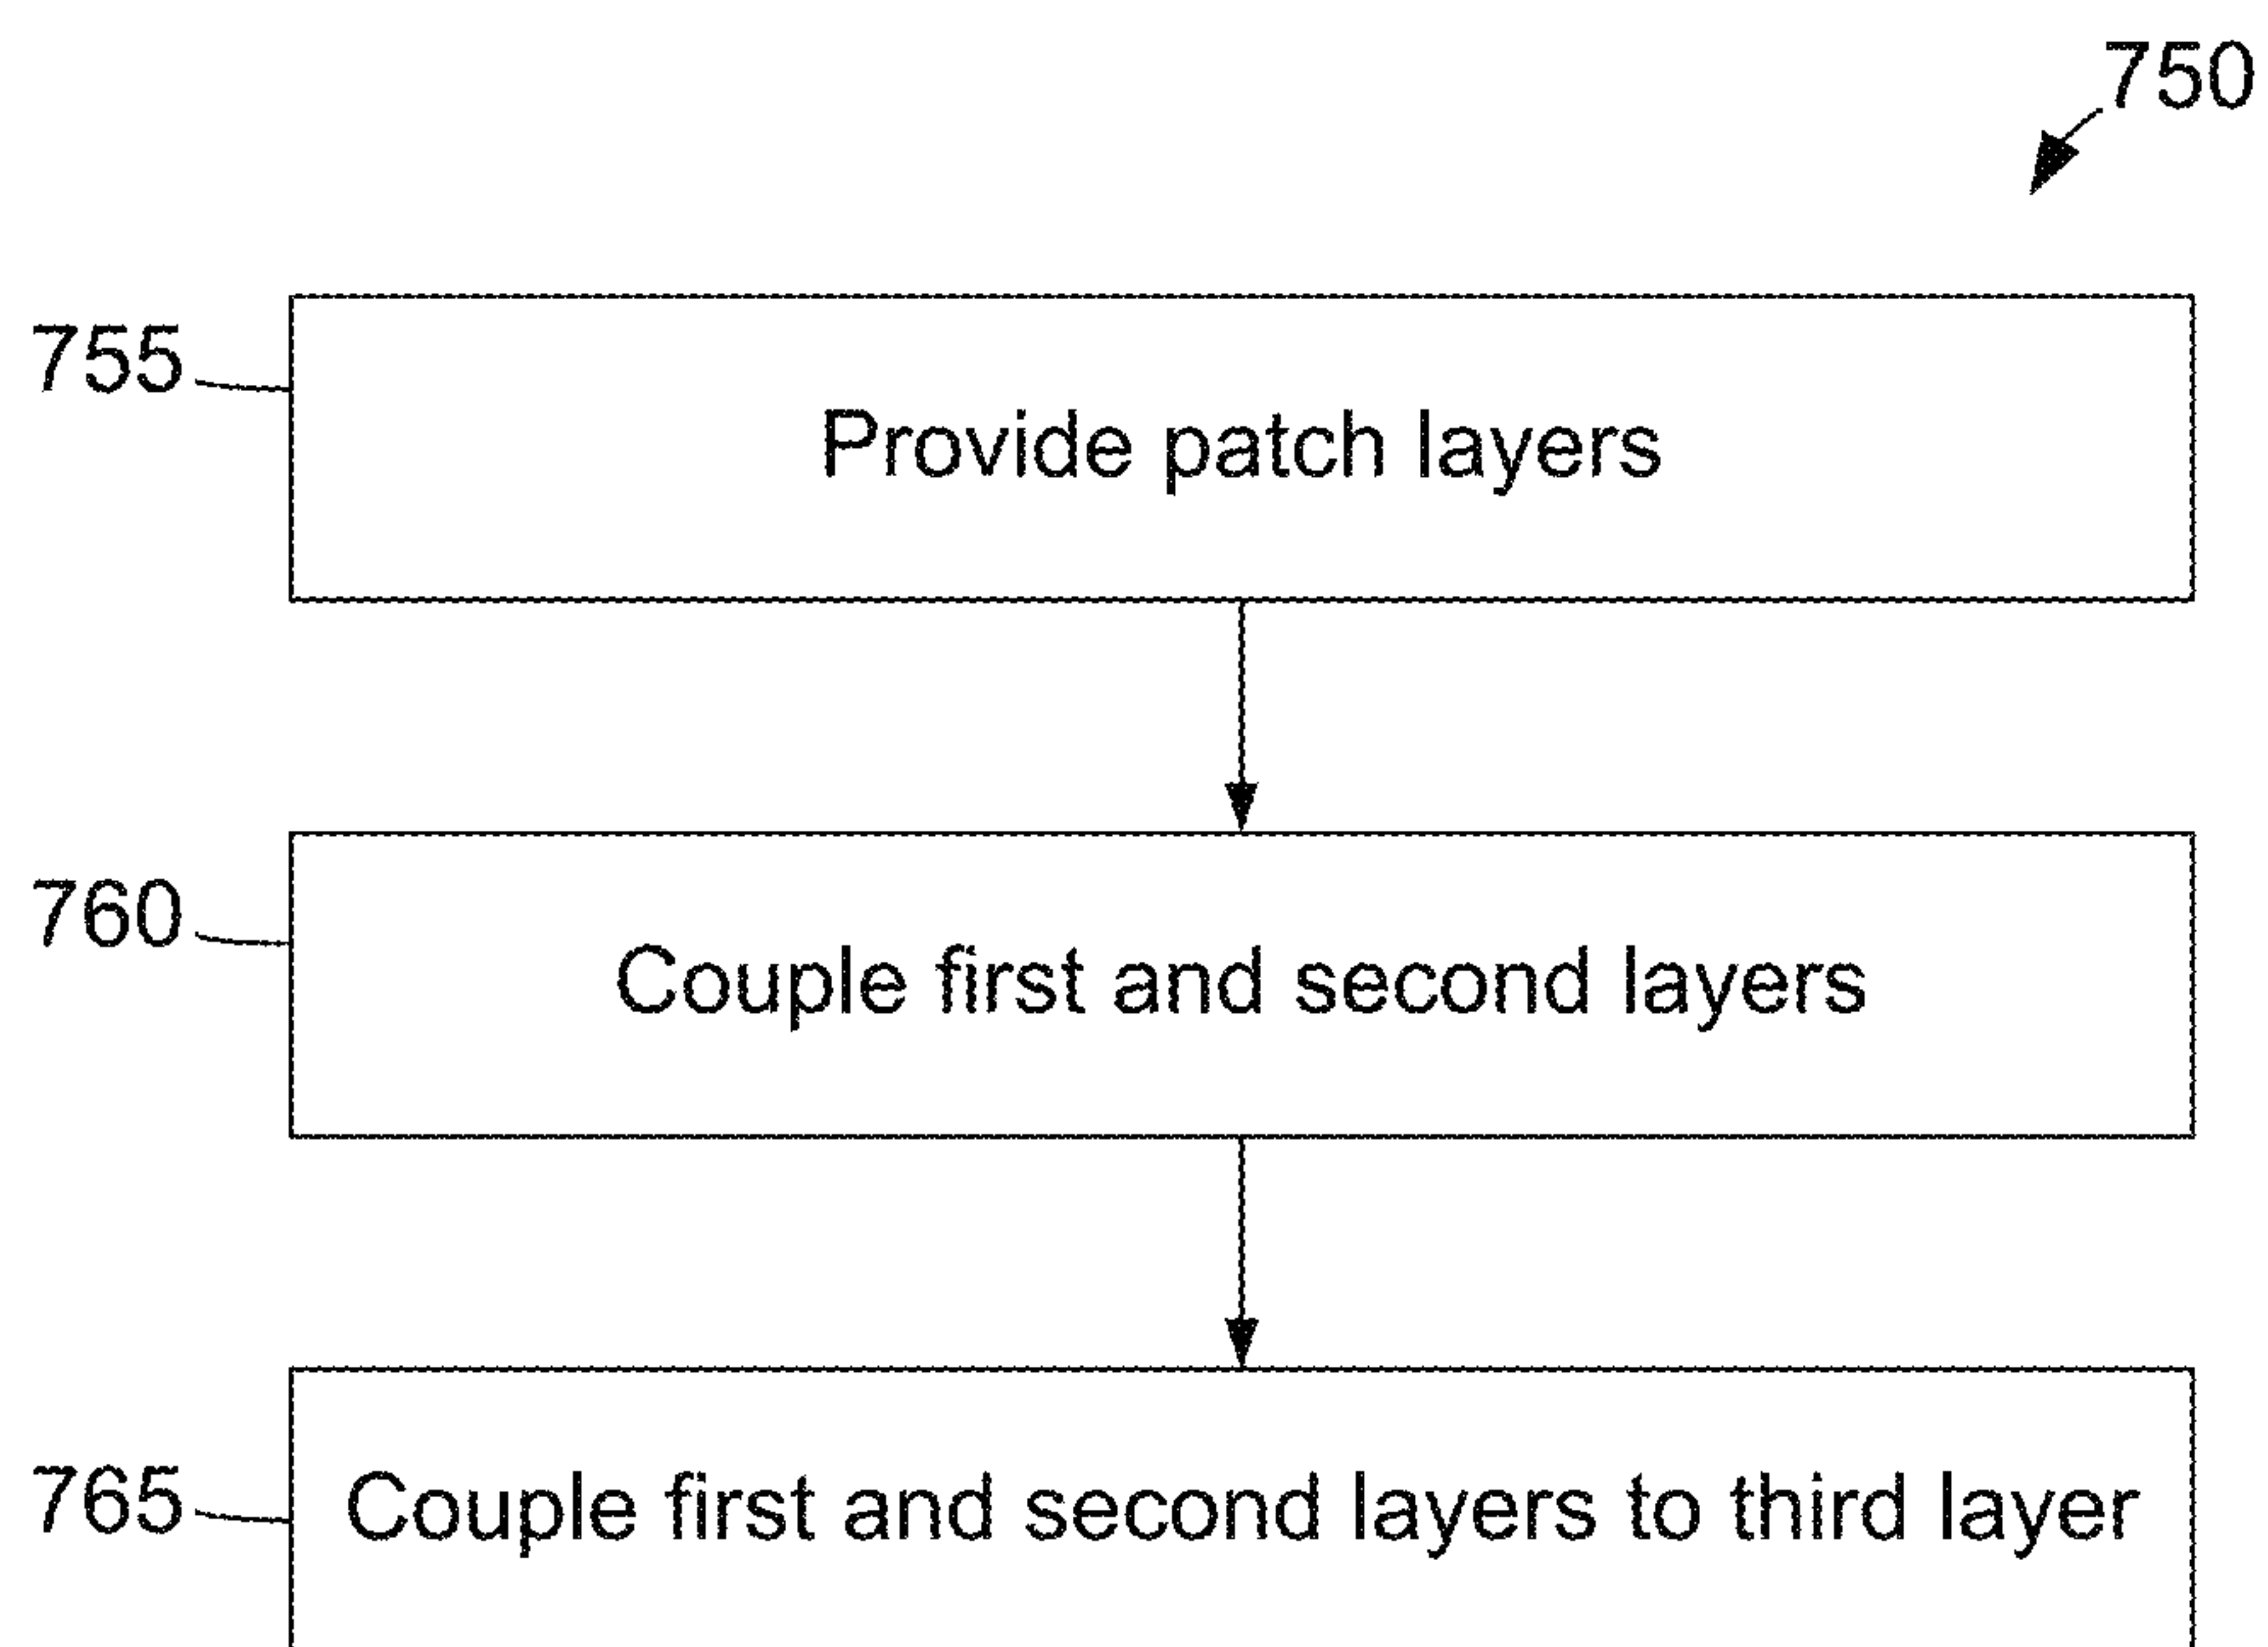 750
755
Provide patch layers
760
Couple first and second layers
765
Couple first and second layers to third layer